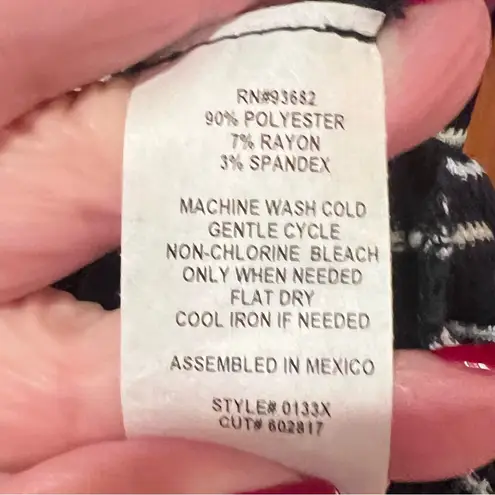 RN#93682
90% POLYESTER
7% RAYON
3% SPANDEX
MACHINE WASH COLD
GENTLE CYCLE
NON-CHLORINE BLEACH
ONLY WHEN NEEDED
FLAT DRY
COOL IRON IF NEEDED
ASSEMBLED IN MEXICO
STYLE# 0133X
CUT# 602817